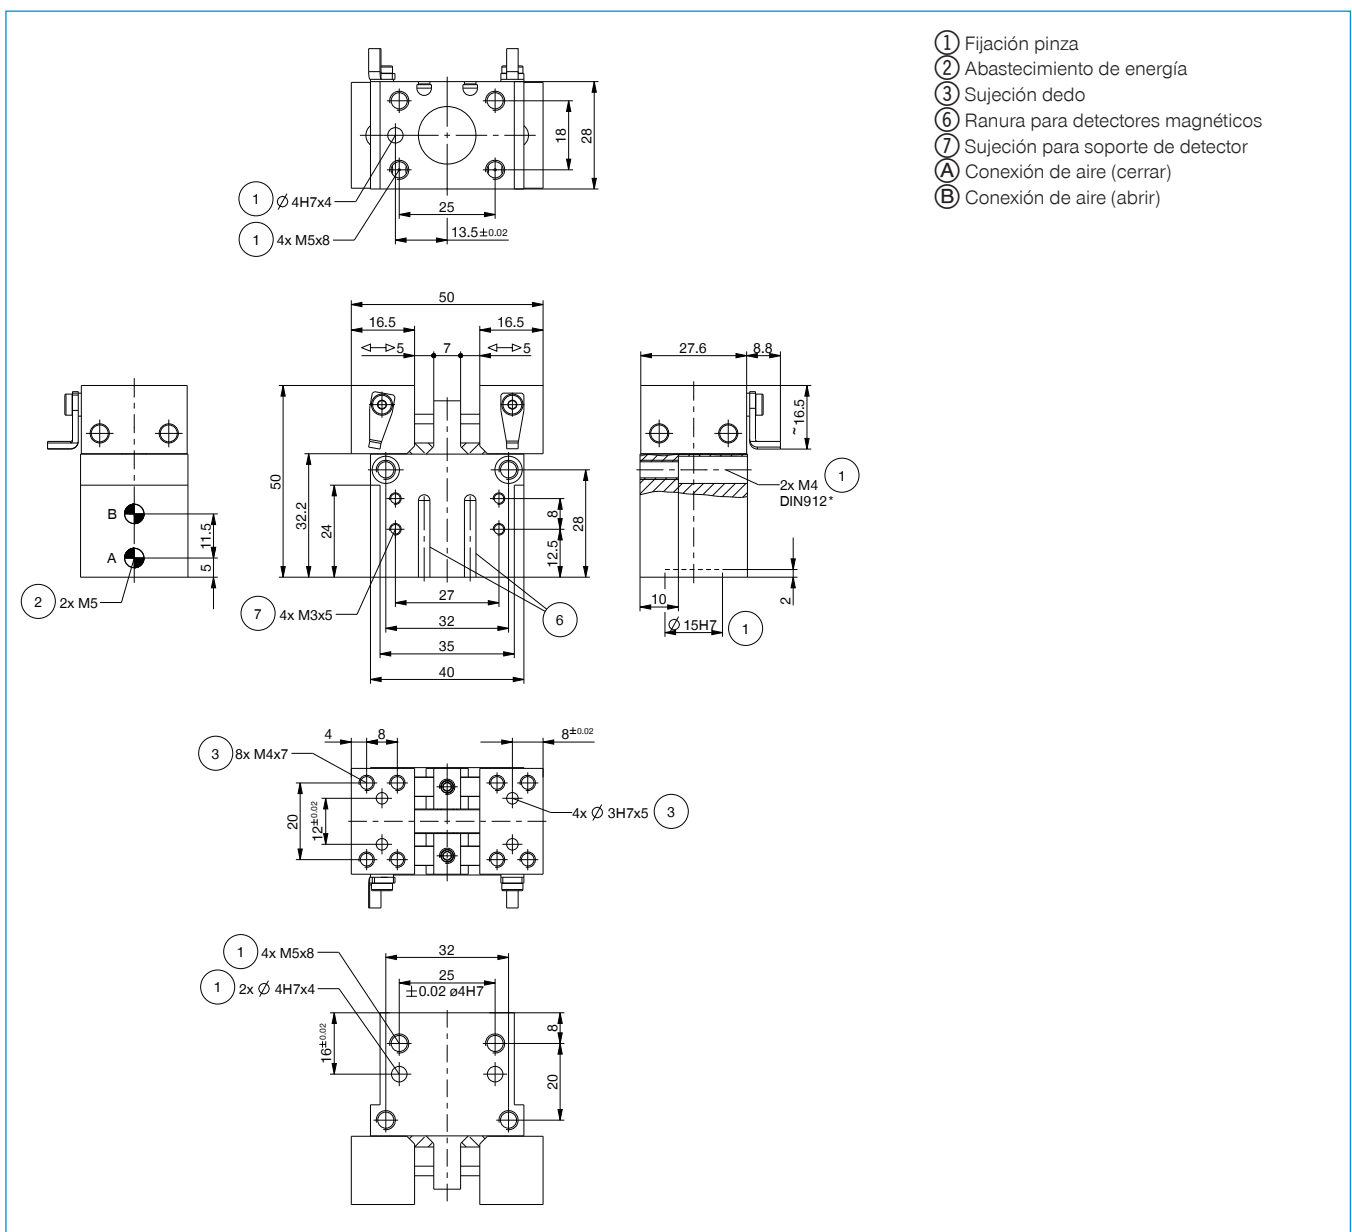 1 Fijación pinza
2 Abastecimiento de energía
3 Sujeción dedo
6 Ranura para detectores magnéticos
7 Sujeción para soporte de detector
A Conexión de aire (cerrar)
B Conexión de aire (abrir)
18
28
1 Ø 4H7x4
25
1 4x M5x8
13.5±0.02
50
16.5 16.5
5 7 5
27.6 8.8
~16.5
50
32.2
24
8
12.5
28
B
A
11.5
5
2 2x M5
7 4x M3x5
6
27
32
35
40
2x M4 1
DIN912*
10
Ø 15H7 1
2
4 8 8±0.02
3 8x M4x7
20
12±0.02
4x Ø 3H7x5 3
1 4x M5x8
32
25
1 2x Ø 4H7x4
±0.02 ø4H7
16±0.02
8
20